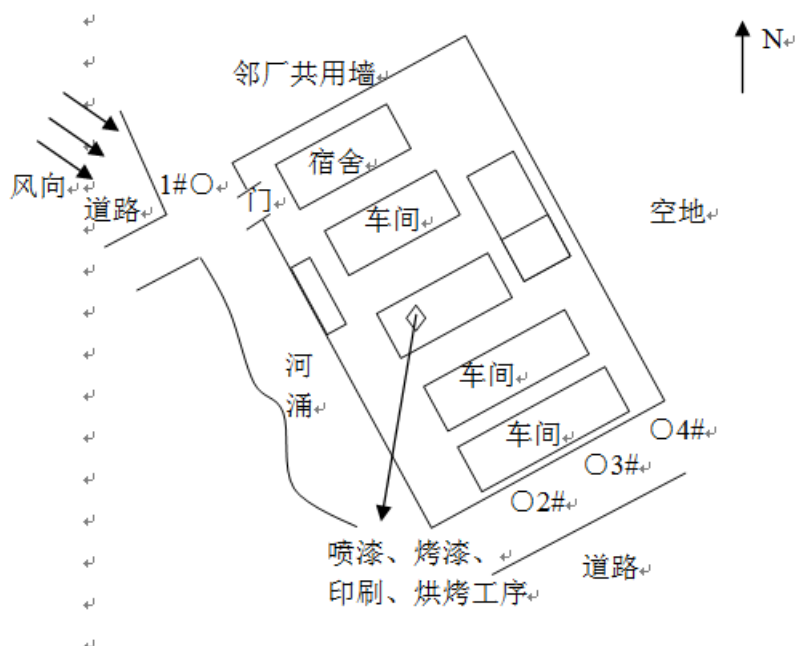 N
邻厂共用墙
宿舍
风向
1#○
门
道路
车间
空地
河
涌
车间
车间
○4#
○3#
○2#
喷漆、烤漆、
印刷、烘烤工序
道路